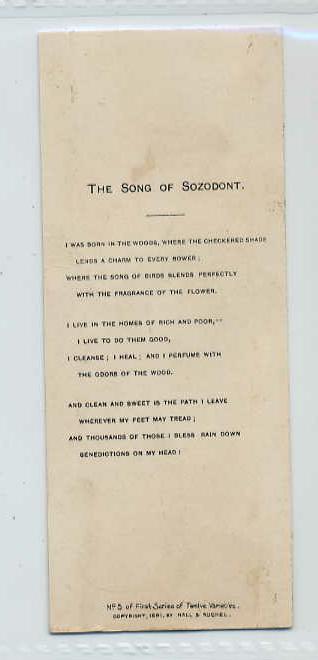 THE SONG OF SOZODONT.
I WAS BORN IN THE WOODS, WHERE THE CHECKERED SHADE
LENDS A CHARM TO EVERY BOWER;
WHERE THE SONG OF BIRDS BLENDS PERFECTLY
WITH THE FRAGRANCE OF THE FLOWER.
I LIVE IN THE HOMES OF RICH AND POOR,--
I LIVE TO DO THEM GOOD,
I CLEANSE; I HEAL; AND I PERFUME WITH
THE ODORS OF THE WOOD.
AND CLEAN AND SWEET IS THE PATH I LEAVE
WHEREVER MY FEET MAY TREAD;
AND THOUSANDS OF THOSE I BLESS RAIN DOWN
BENEDICTIONS ON MY HEAD!
No 5 of First Series of Twelve Varieties.
COPYRIGHT, 1891, BY HALL & RUCKEL.